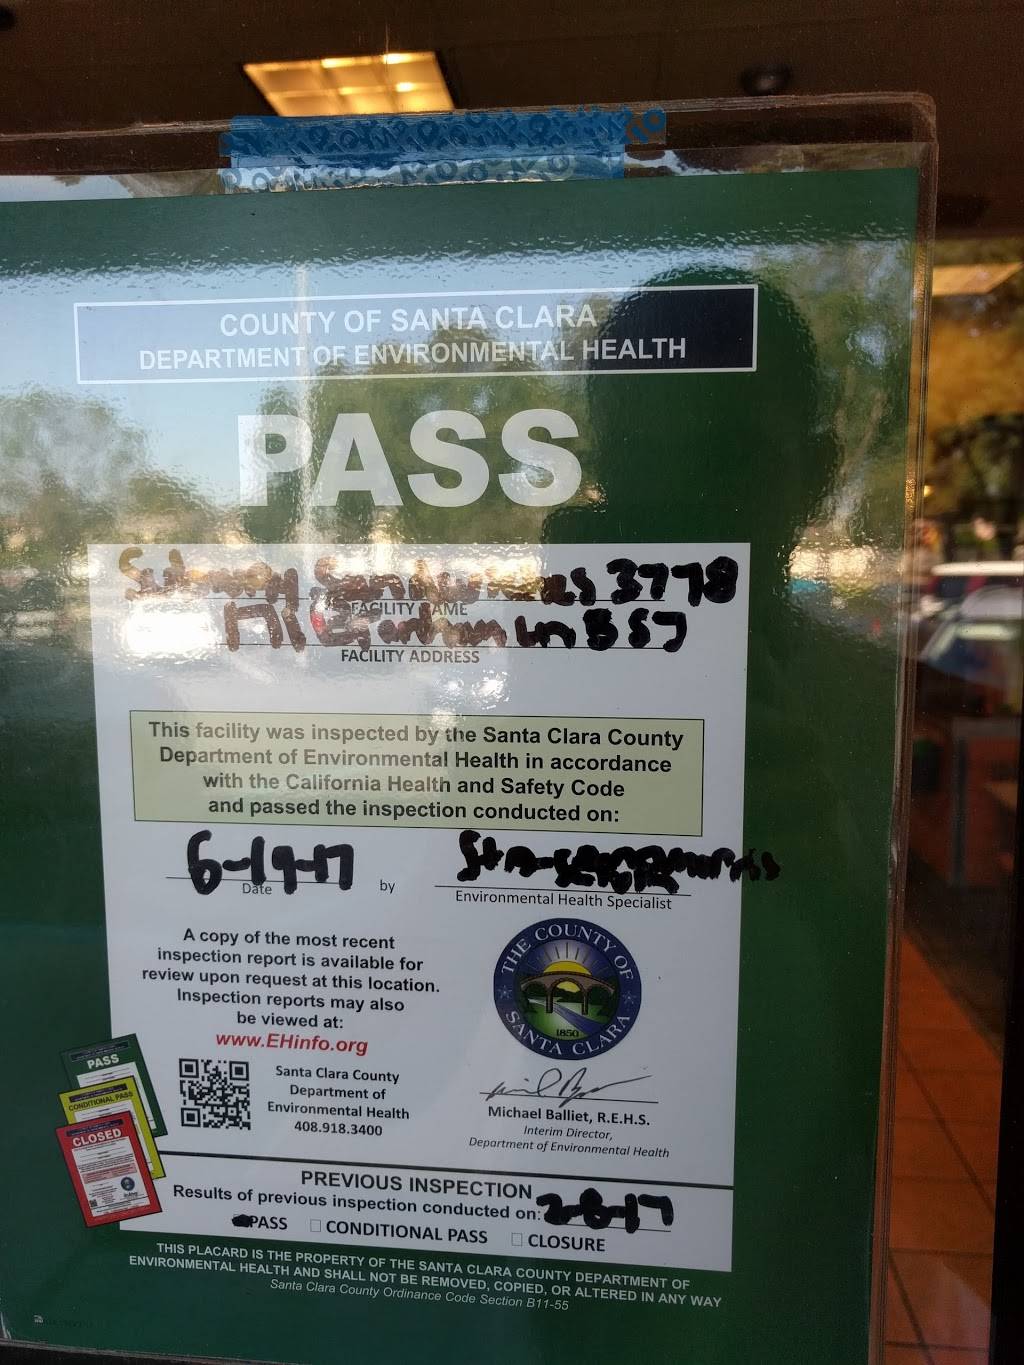 COUNTY OF SANTA CLARA
DEPARTMENT OF ENVIRONMENTAL HEALTH
PASS
Subway Sandwiches 3778
FACILITY NAME
FACILITY ADDRESS
This facility was inspected by the Santa Clara County
Department of Environmental Health in accordance
with the California Health and Safety Code
and passed the inspection conducted on:
6-19-17 by
Date
Environmental Health Specialist
A copy of the most recent
inspection report is available for
review upon request at this location.
Inspection reports may also
be viewed at:
www.EHinfo.org
Santa Clara County
Department of
Environmental Health
408.918.3400
THE COUNTY OF
SANTA CLARA
1850
Michael Balliet, R.E.H.S.
Interim Director,
Department of Environmental Health
PASS
CONDITIONAL PASS
CLOSED
PREVIOUS INSPECTION
Results of previous inspection conducted on: 2-8-17
PASS ☐ CONDITIONAL PASS ☐ CLOSURE
THIS PLACARD IS THE PROPERTY OF THE SANTA CLARA COUNTY DEPARTMENT OF
ENVIRONMENTAL HEALTH AND SHALL NOT BE REMOVED, COPIED, OR ALTERED IN ANY WAY
Santa Clara County Ordinance Code Section B11-55